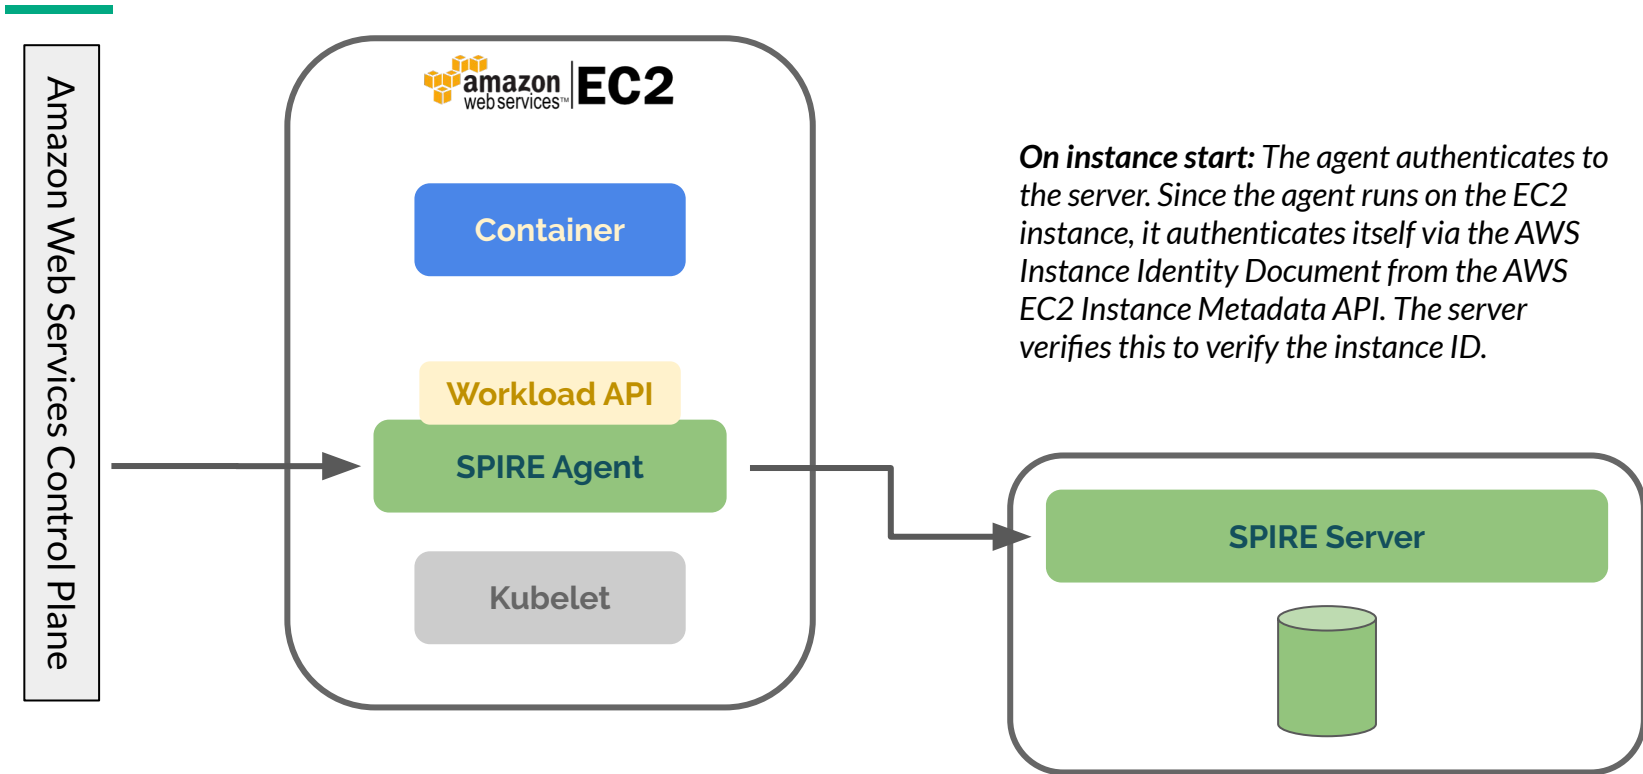 Amazon Web Services Control Plane
amazon
web services™
EC2
Container
Workload API
SPIRE Agent
Kubelet
On instance start: The agent authenticates to
the server. Since the agent runs on the EC2
instance, it authenticates itself via the AWS
Instance Identity Document from the AWS
EC2 Instance Metadata API. The server
verifies this to verify the instance ID.
SPIRE Server